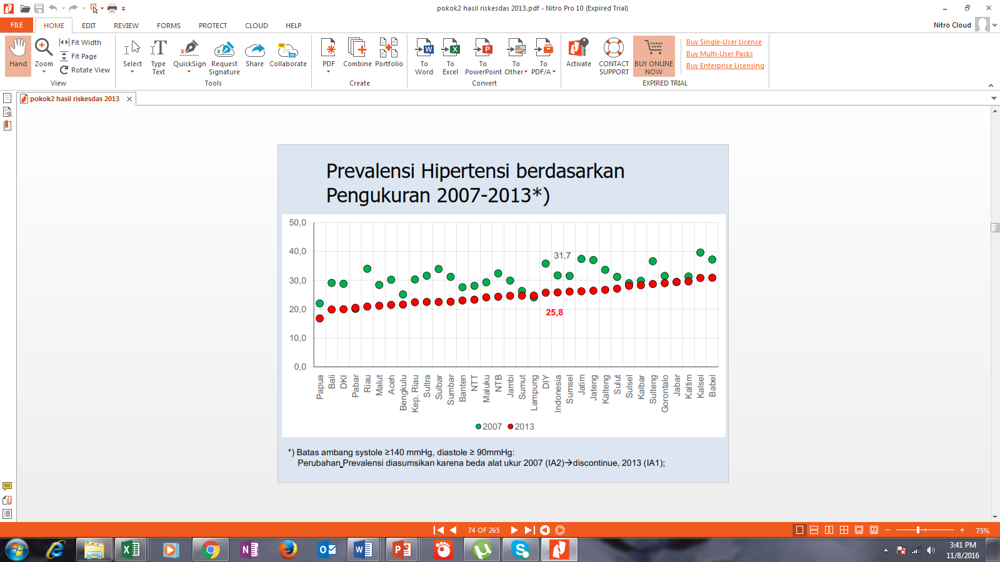 pokok2 hasil riskesdas 2013.pdf - Nitro Pro 10 (Expired Trial)
FILE HOME EDIT REVIEW FORMS PROTECT CLOUD HELP Nitro Cloud
Hand
Zoom
Fit Width
Fit Page
Rotate View
View
Select
Type Text
QuickSign
Request Signature
Share
Collaborate
Tools
PDF
Combine
Portfolio
Create
To Word
To Excel
To PowerPoint
To Other
To PDF/A
Convert
Activate
CONTACT SUPPORT
BUY ONLINE NOW
Buy Single-User License
Buy Multi-User Packs
Buy Enterprise Licensing
EXPIRED TRIAL
pokok2 hasil riskesdas 2013
Prevalensi Hipertensi berdasarkan
Pengukuran 2007-2013*)
50,0
40,0
30,0
20,0
10,0
0,0
31,7
25,8
Papua
Bali
DKI
Pabar
Riau
Malut
Aceh
Bengkulu
Kep. Riau
Sultra
Sulbar
Sumbar
Banten
NTT
Maluku
NTB
Jambi
Sumut
Lampung
DIY
Indonesia
Sumsel
Jatim
Jateng
Kalteng
Sulut
Sulsel
Kalbar
Sulteng
Gorontalo
Jabar
Kaltim
Kalsel
Babel
2007 2013
*) Batas ambang systole ≥140 mmHg, diastole ≥ 90mmHg:
Perubahan Prevalensi diasumsikan karena beda alat ukur 2007 (IA2)→discontinue, 2013 (IA1);
74 OF 265
75%
3:41 PM
11/8/2016